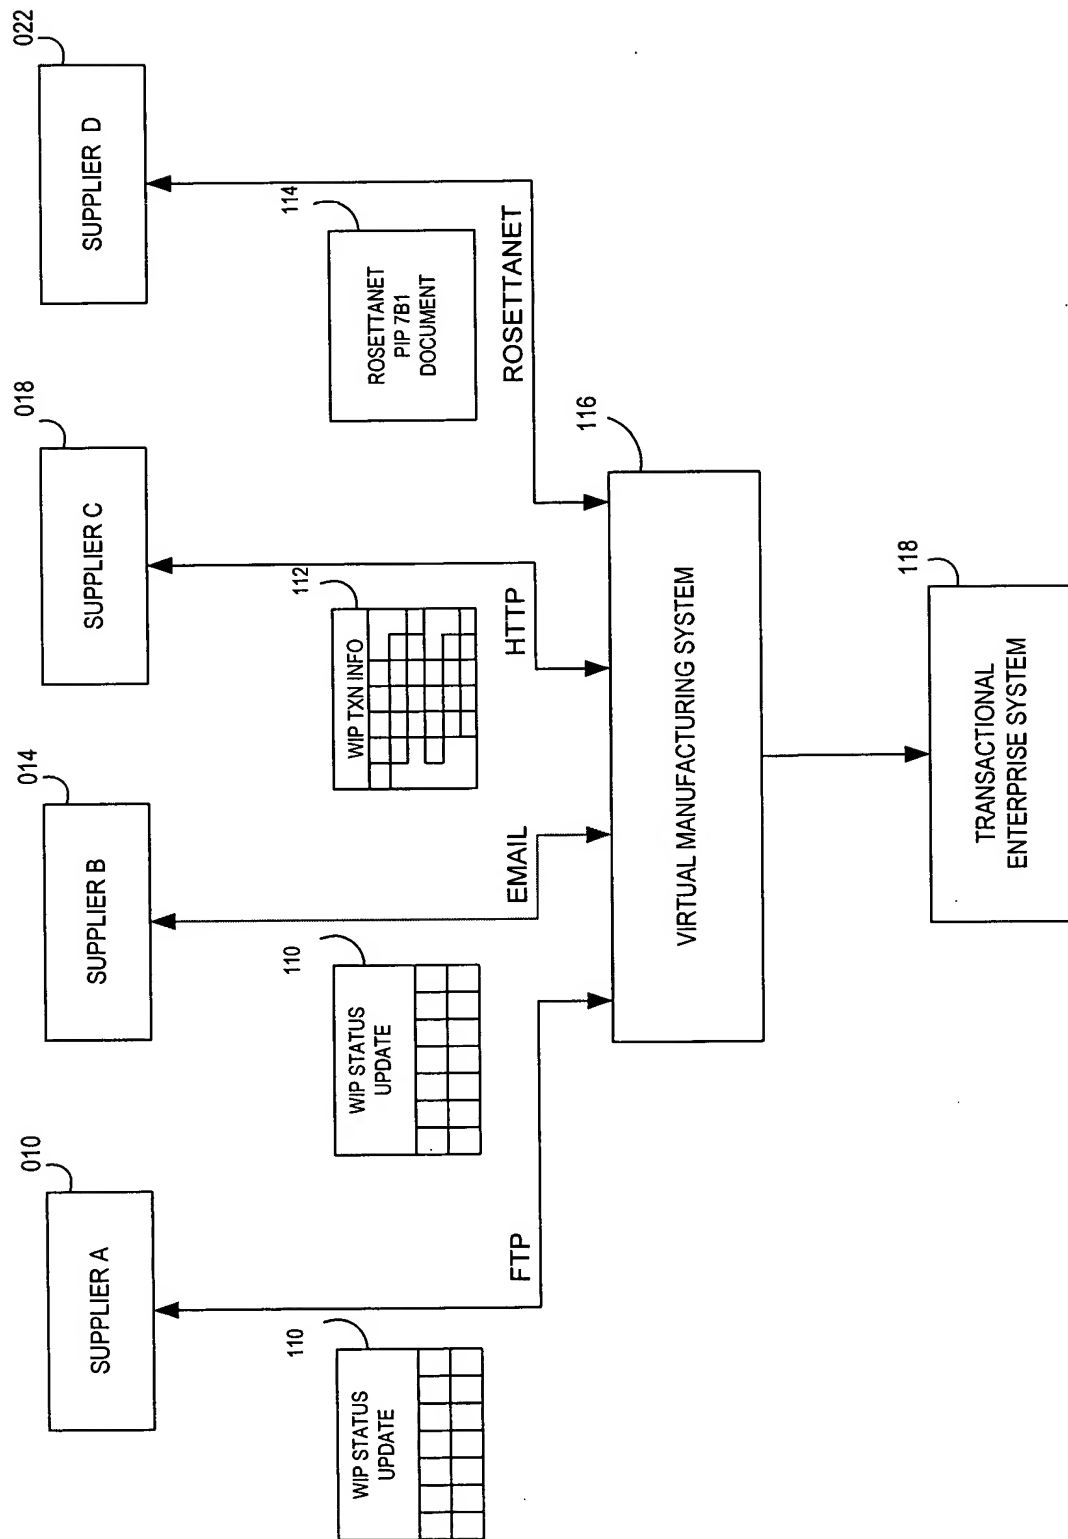 010
SUPPLIER A
014
SUPPLIER B
018
SUPPLIER C
022
SUPPLIER D
110
WIP STATUS
UPDATE
110
WIP STATUS
UPDATE
112
WIP TXN INFO
114
ROSETTANET
PIP 7B1
DOCUMENT
FTP
EMAIL
HTTP
ROSETTANET
116
VIRTUAL MANUFACTURING SYSTEM
118
TRANSACTIONAL
ENTERPRISE SYSTEM